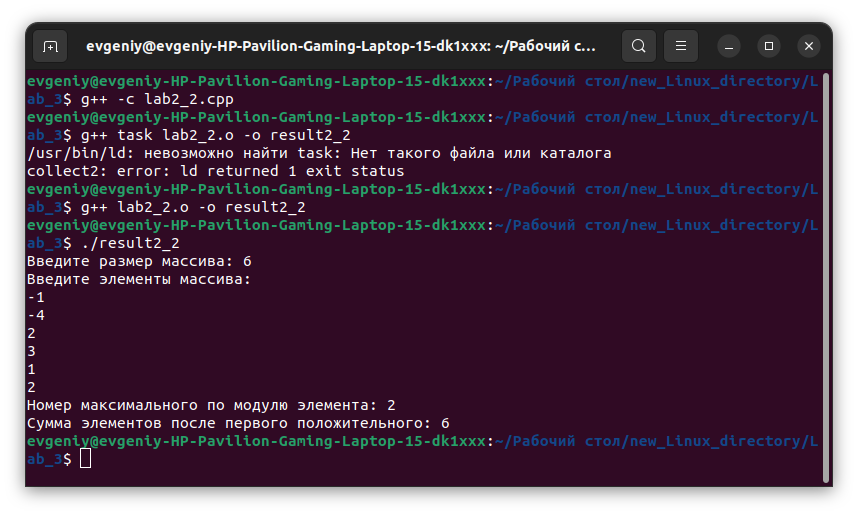 evgeniy@evgeniy-HP-Pavilion-Gaming-Laptop-15-dk1xxx: ~/Рабочий с…
evgeniy@evgeniy-HP-Pavilion-Gaming-Laptop-15-dk1xxx:~/Рабочий стол/new_Linux_directory/L
ab_3$ g++ -c lab2_2.cpp
evgeniy@evgeniy-HP-Pavilion-Gaming-Laptop-15-dk1xxx:~/Рабочий стол/new_Linux_directory/L
ab_3$ g++ task lab2_2.o -o result2_2
/usr/bin/ld: невозможно найти task: Нет такого файла или каталога
collect2: error: ld returned 1 exit status
evgeniy@evgeniy-HP-Pavilion-Gaming-Laptop-15-dk1xxx:~/Рабочий стол/new_Linux_directory/L
ab_3$ g++ lab2_2.o -o result2_2
evgeniy@evgeniy-HP-Pavilion-Gaming-Laptop-15-dk1xxx:~/Рабочий стол/new_Linux_directory/L
ab_3$ ./result2_2
Введите размер массива: 6
Введите элементы массива:
-1
-4
2
3
1
2
Номер максимального по модулю элемента: 2
Сумма элементов после первого положительного: 6
evgeniy@evgeniy-HP-Pavilion-Gaming-Laptop-15-dk1xxx:~/Рабочий стол/new_Linux_directory/L
ab_3$